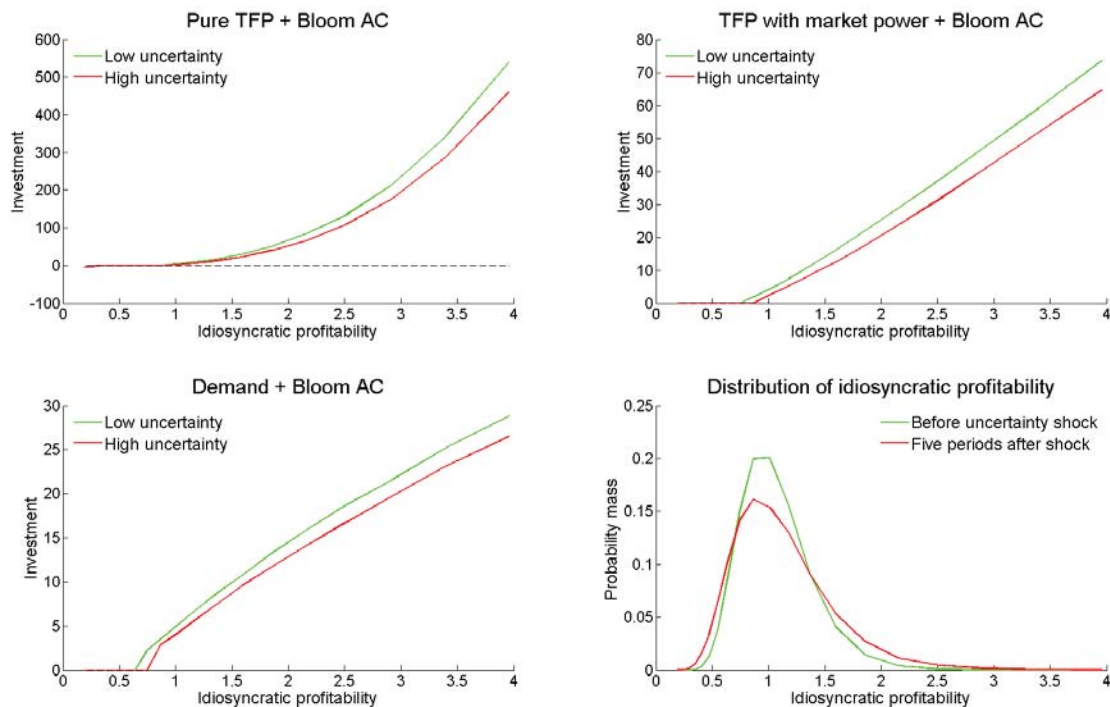 Pure TFP + Bloom AC
600
500
400
300
200
100
0
-100
Investment
Low uncertainty
High uncertainty
0 0.5 1 1.5 2 2.5 3 3.5 4
Idiosyncratic profitability
TFP with market power + Bloom AC
80
70
60
50
40
30
20
10
0
Investment
Low uncertainty
High uncertainty
0 0.5 1 1.5 2 2.5 3 3.5 4
Idiosyncratic profitability
Demand + Bloom AC
30
25
20
15
10
5
0
Investment
Low uncertainty
High uncertainty
0 0.5 1 1.5 2 2.5 3 3.5 4
Idiosyncratic profitability
Distribution of idiosyncratic profitability
0.25
0.2
0.15
0.1
0.05
0
Probability mass
Before uncertainty shock
Five periods after shock
0 0.5 1 1.5 2 2.5 3 3.5 4
Idiosyncratic profitability